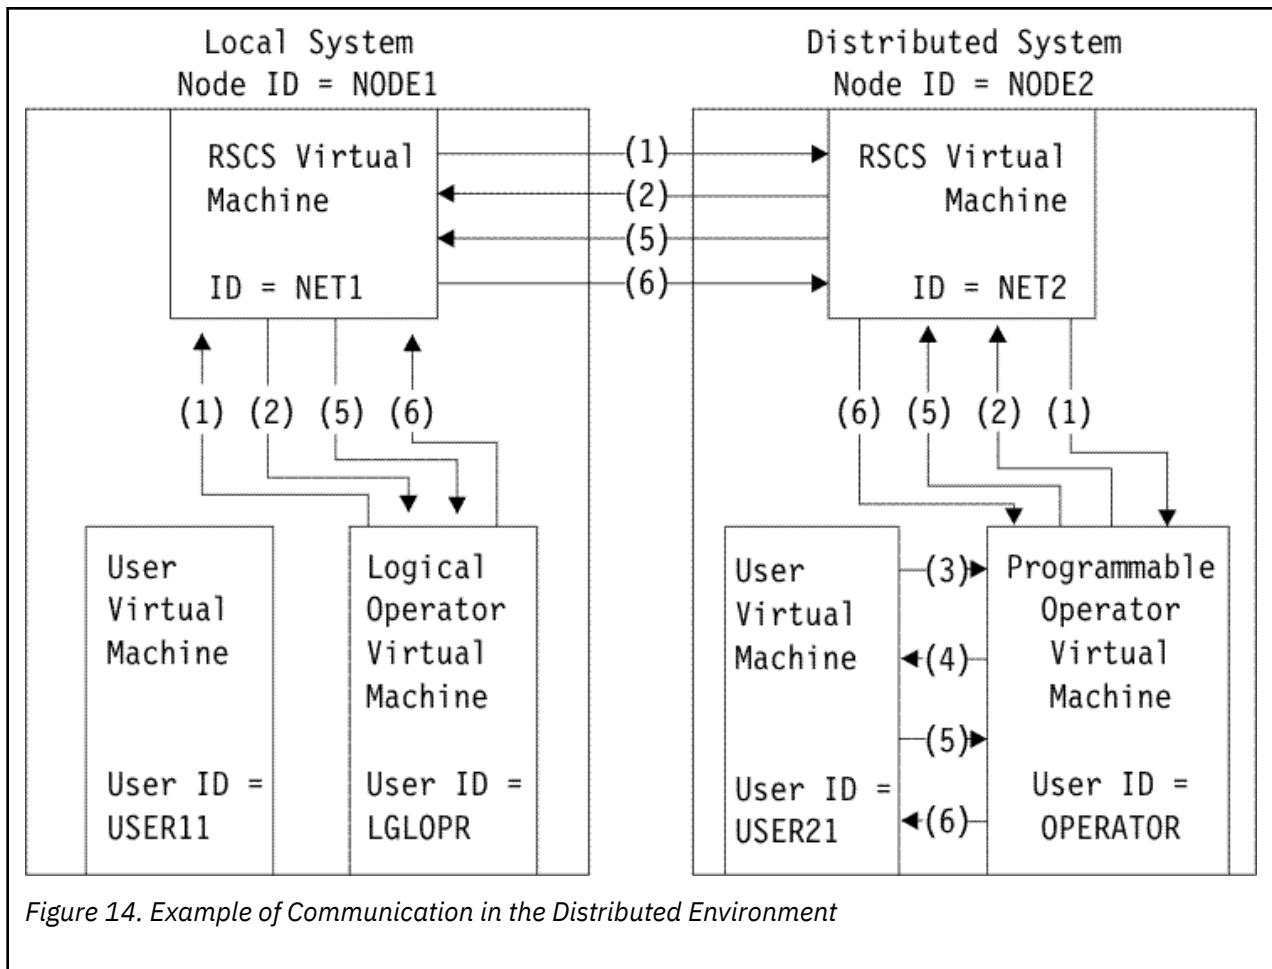 Local System
Node ID = NODE1
Distributed System
Node ID = NODE2
RSCS Virtual
Machine
ID = NET1
(1)
(2)
(5)
(6)
RSCS Virtual
Machine
ID = NET2
(1)
(2)
(5)
(6)
(6)
(5)
(2)
(1)
User
Virtual
Machine
User ID =
USER11
Logical
Operator
Virtual
Machine
User ID =
LGLOPR
User
Virtual
Machine
User ID =
USER21
(3)
(4)
(5)
(6)
Programmable
Operator
Virtual
Machine
User ID =
OPERATOR
Figure 14. Example of Communication in the Distributed Environment